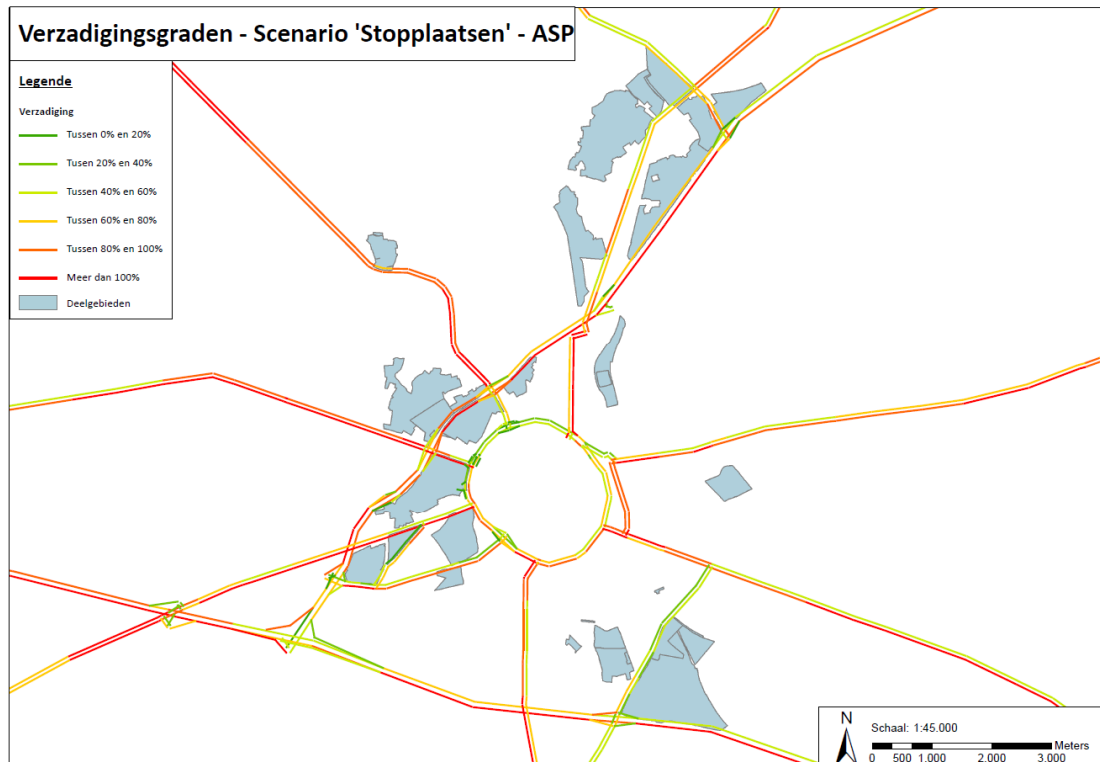 Verzadigingsgraden - Scenario 'Stopplaatsen' - ASP
Legende
Verzadiging
Tussen 0% en 20%
Tusen 20% en 40%
Tussen 40% en 60%
Tussen 60% en 80%
Tussen 80% en 100%
Meer dan 100%
Deelgebieden
N
Schaal: 1:45.000
Meters
0 500 1.000 2.000 3.000